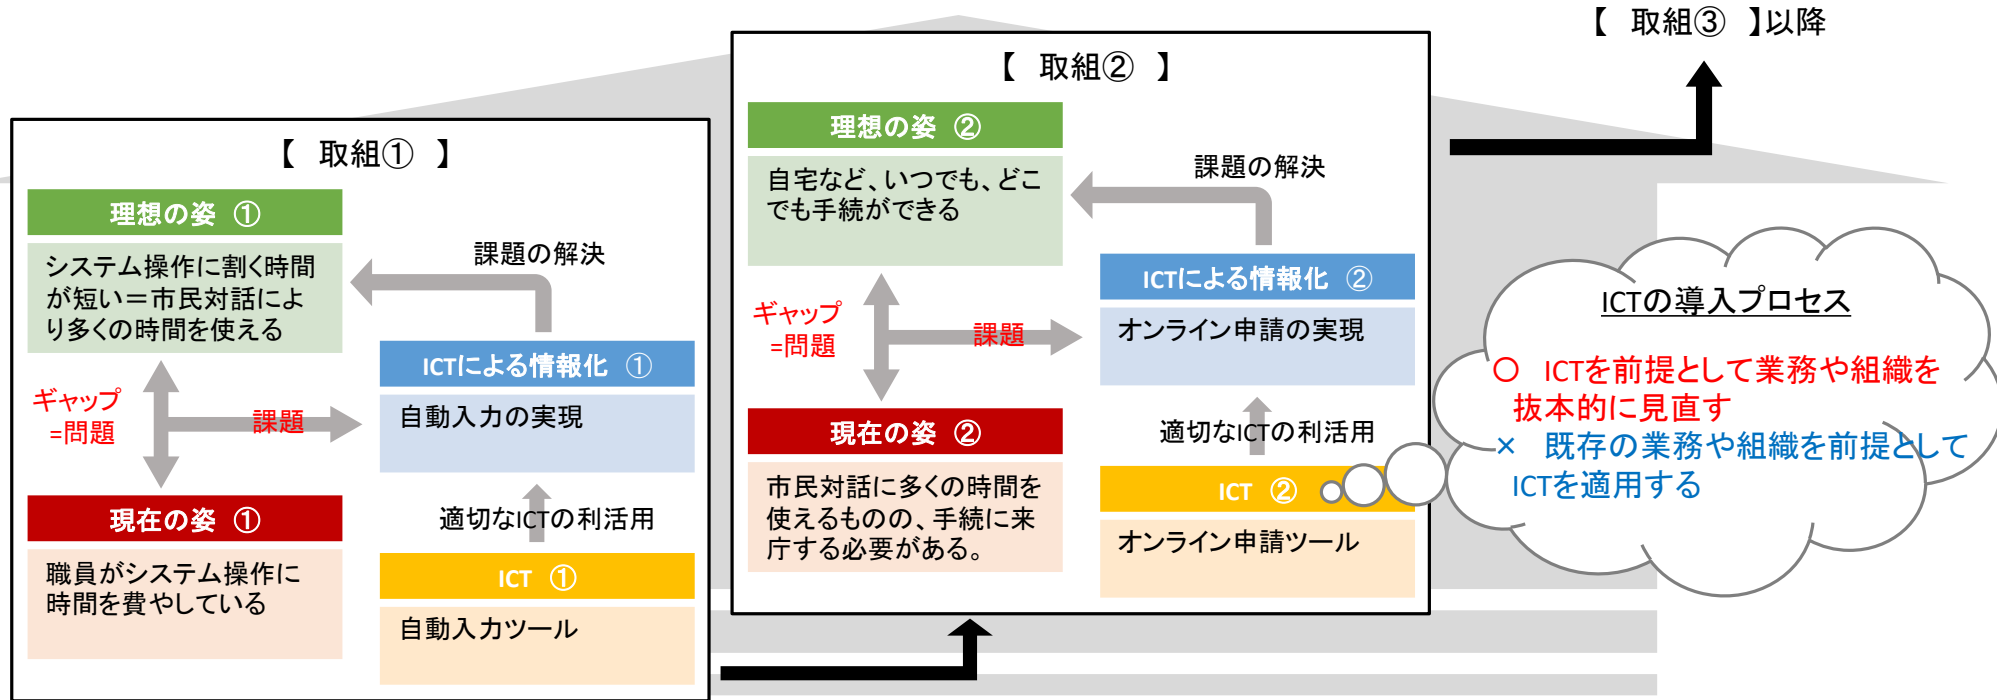 【　取組①　】
理想の姿　①
システム操作に割く時間
が短い＝市民対話によ
り多くの時間を使える
課題の解決
ギャップ
=問題
課題
ICTによる情報化　①
自動入力の実現
現在の姿　①
職員がシステム操作に
時間を費やしている
適切なICTの利活用
ICT　①
自動入力ツール
【　取組②　】
理想の姿　②
自宅など、いつでも、どこ
でも手続ができる
課題の解決
ギャップ
=問題
課題
ICTによる情報化　②
オンライン申請の実現
現在の姿　②
市民対話に多くの時間を
使えるものの、手続に来
庁する必要がある。
適切なICTの利活用
ICT　②
オンライン申請ツール
【　取組③　】以降
ICTの導入プロセス
○　ICTを前提として業務や組織を
抜本的に見直す
×　既存の業務や組織を前提として
ICTを適用する